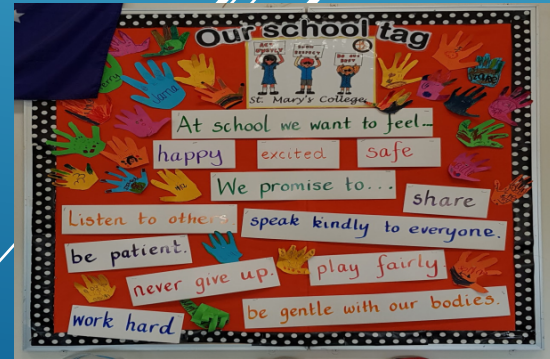 Our school tag
St. Mary's College
At school we want to feel...
happy
excited
safe
We promise to...
share
Listen to others
speak kindly to everyone.
be patient.
never give up.
play fairly
be gentle with our bodies.
work hard